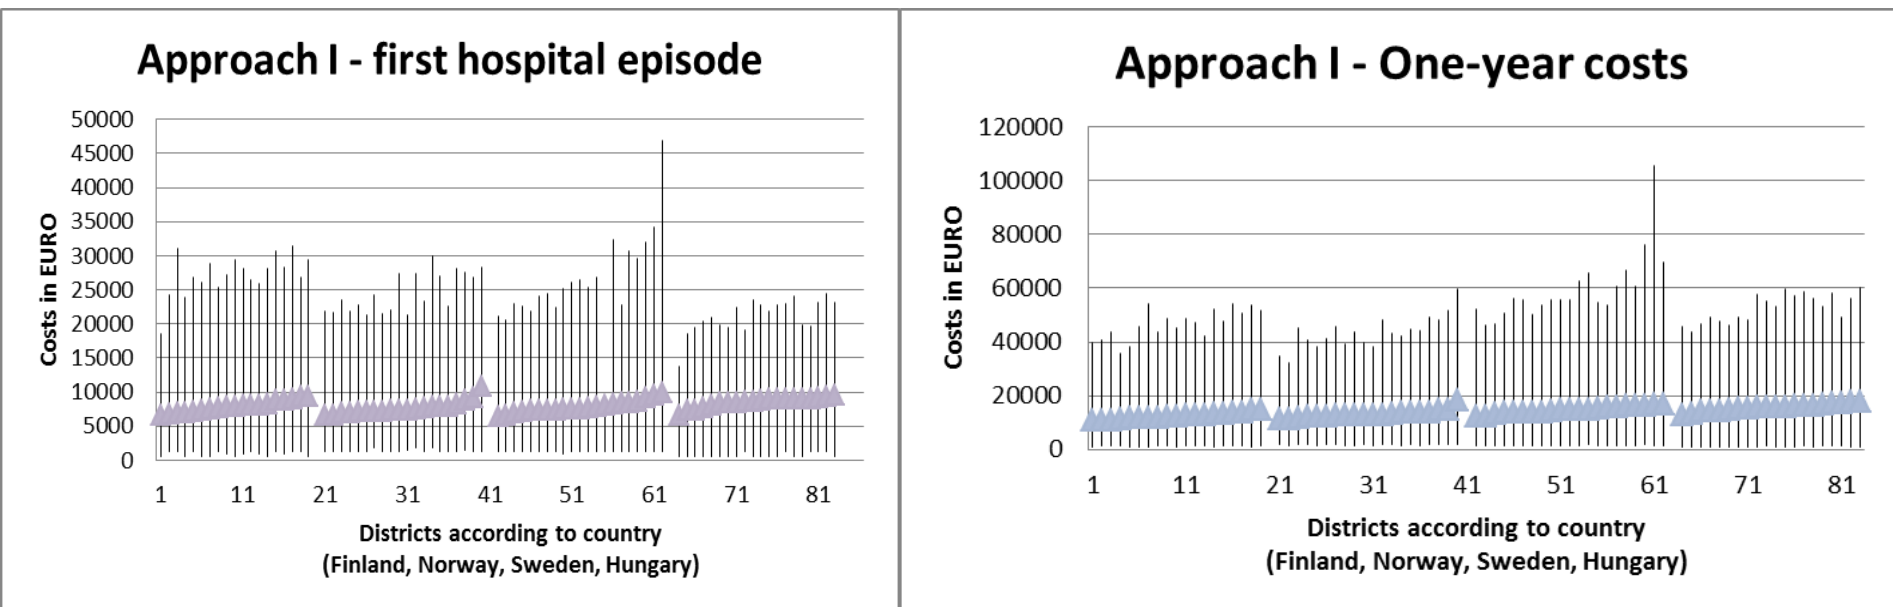 Approach I - first hospital episode
50000
45000
40000
35000
30000
25000
20000
15000
10000
5000
0
Costs in EURO
1 11 21 31 41 51 61 71 81
Districts according to country
(Finland, Norway, Sweden, Hungary)
Approach I - One-year costs
120000
100000
80000
60000
40000
20000
0
Costs in EURO
1 11 21 31 41 51 61 71 81
Districts according to country
(Finland, Norway, Sweden, Hungary)